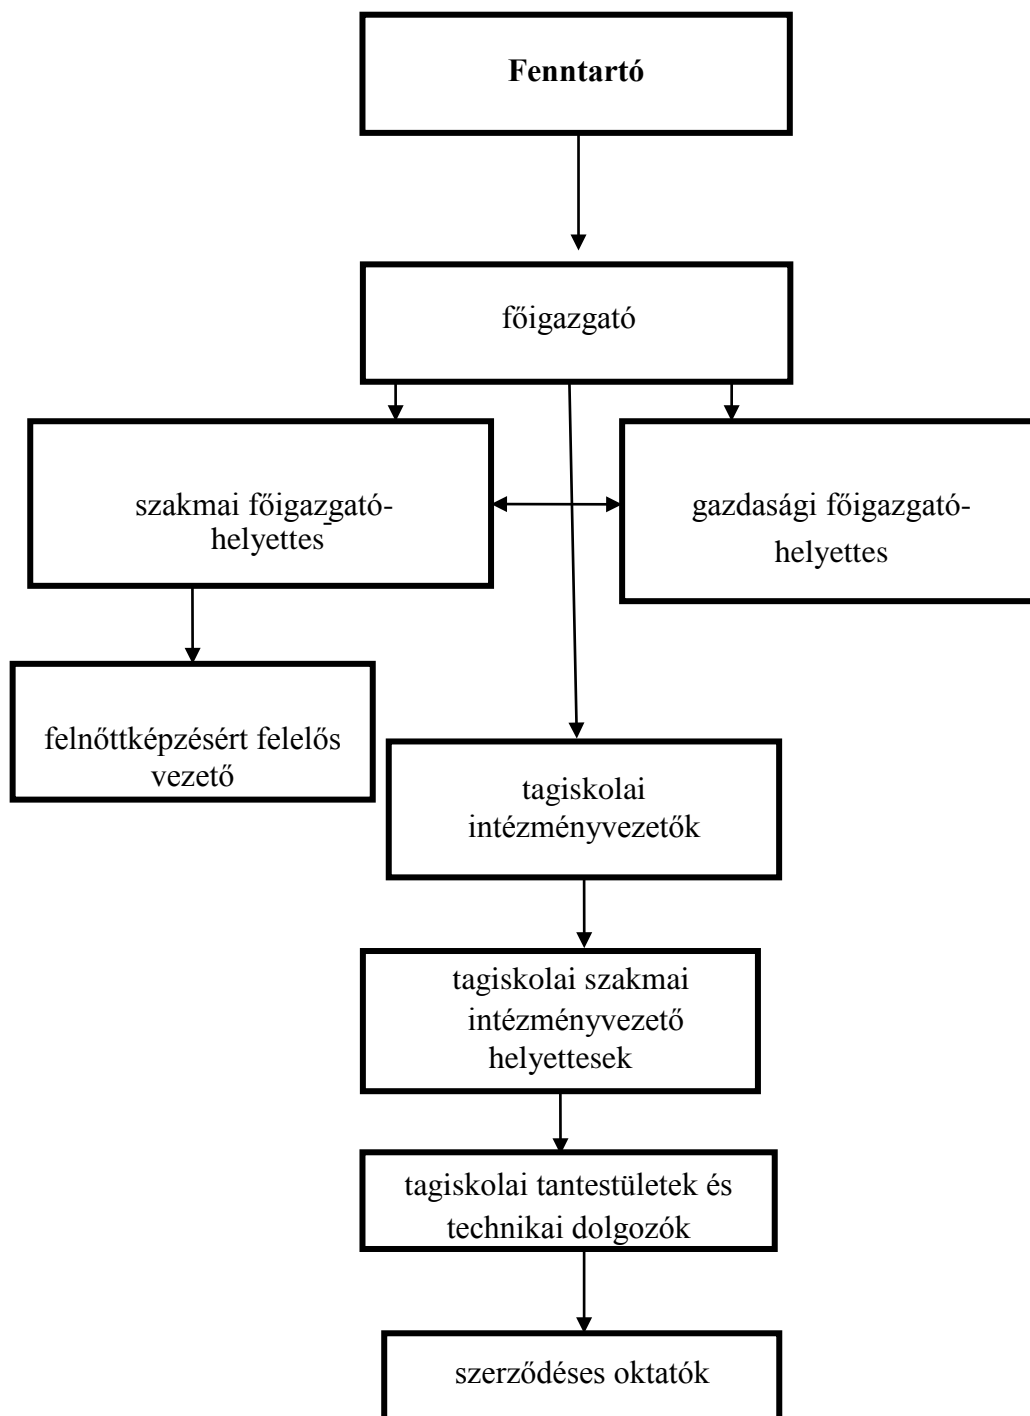 Fenntartó
főigazgató
szakmai főigazgató-
helyettes
gazdasági főigazgató-
helyettes
felnőttképzésért felelős
vezető
tagiskolai
intézményvezetők
tagiskolai szakmai
intézményvezető
helyettesek
tagiskolai tantestületek és
technikai dolgozók
szerződéses oktatók